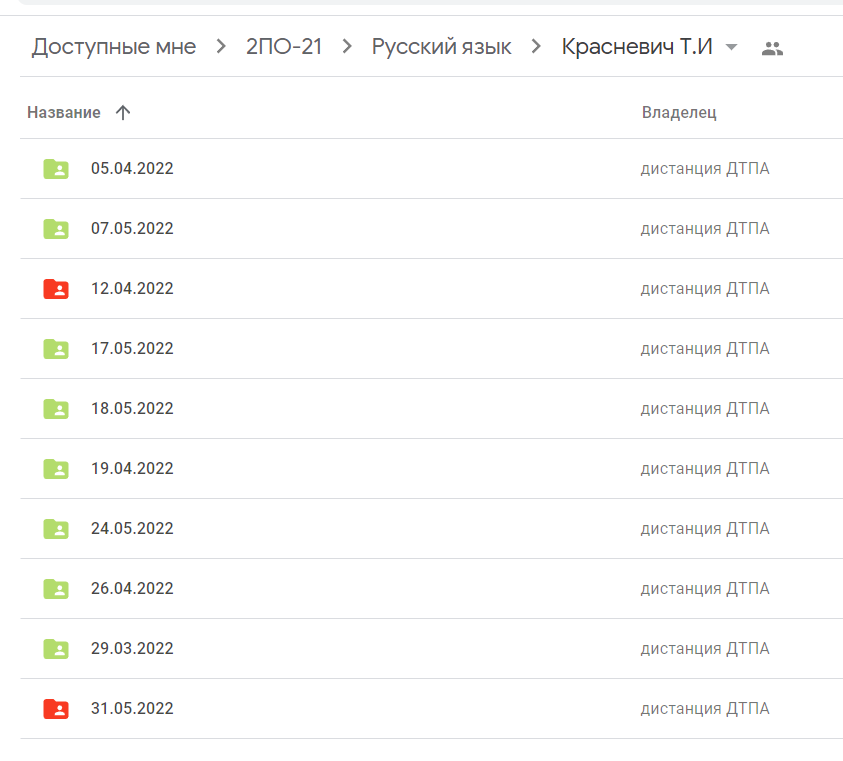 Доступные мне > 2ПО-21 > Русский язык > Красневич Т.И
Название Владелец
05.04.2022 дистанция ДТПА
07.05.2022 дистанция ДТПА
12.04.2022 дистанция ДТПА
17.05.2022 дистанция ДТПА
18.05.2022 дистанция ДТПА
19.04.2022 дистанция ДТПА
24.05.2022 дистанция ДТПА
26.04.2022 дистанция ДТПА
29.03.2022 дистанция ДТПА
31.05.2022 дистанция ДТПА